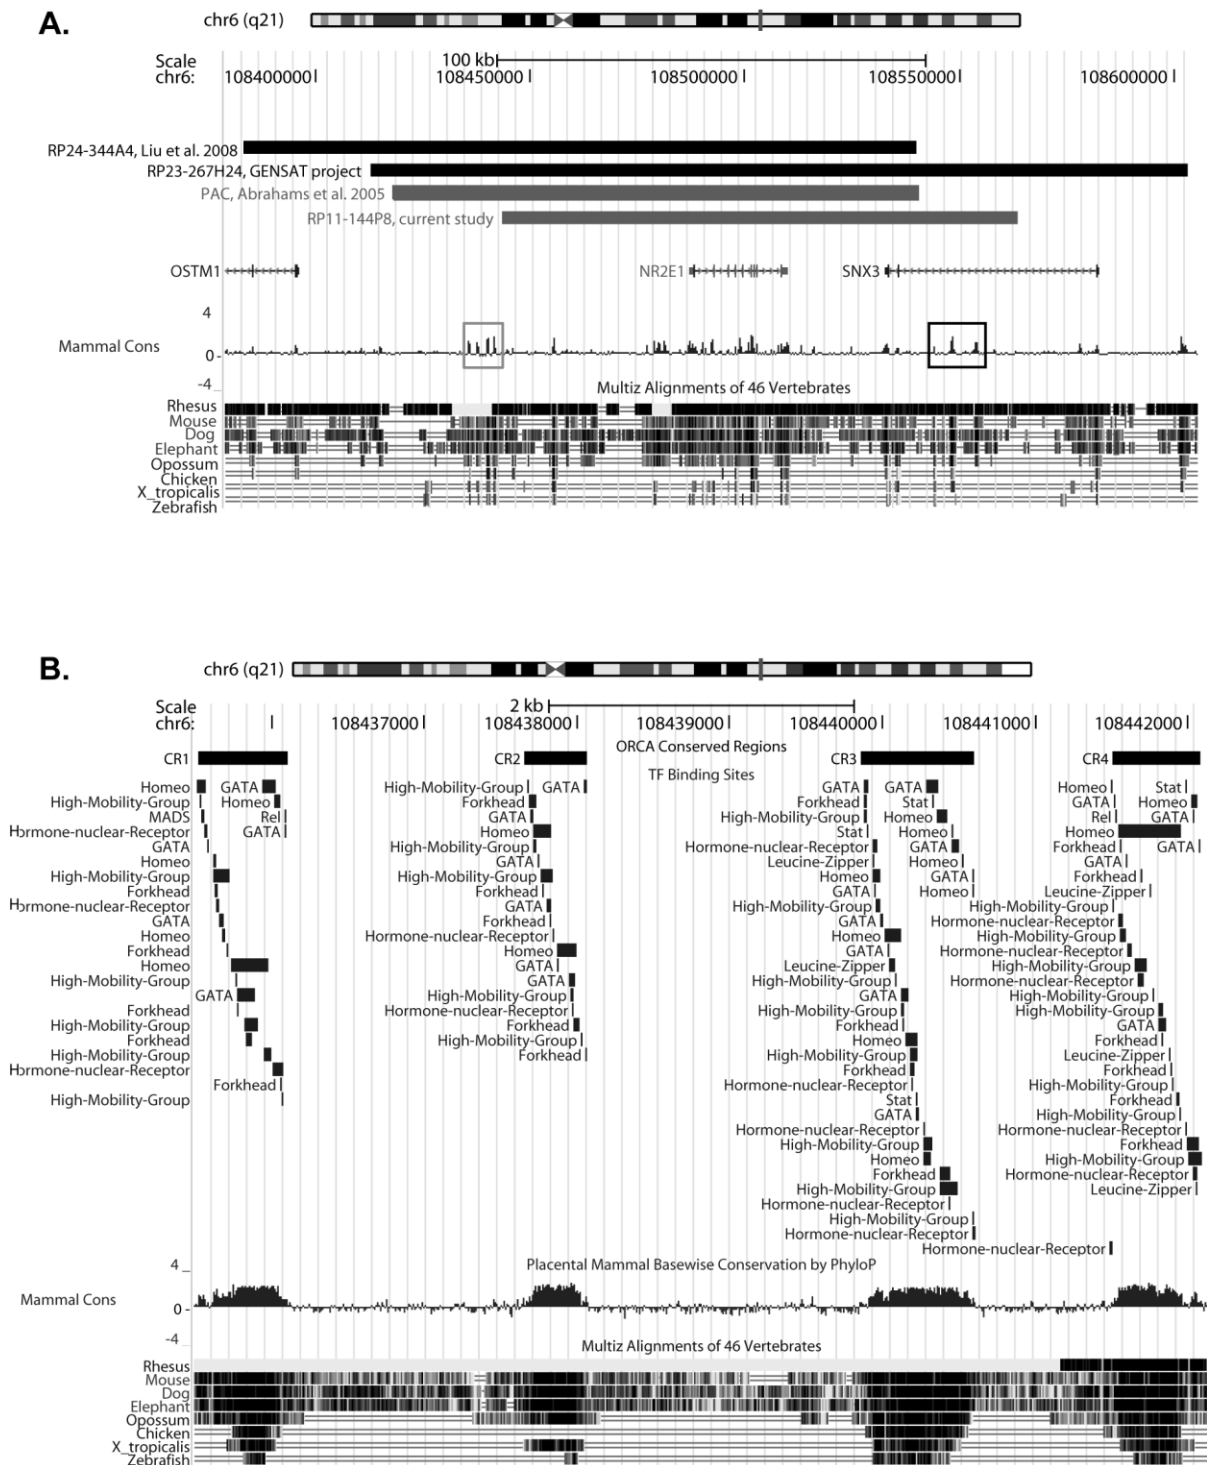 A.
chr6 (q21)
Scale 100 kb
chr6: 108400000 108450000 108500000 108550000 108600000
RP24-344A4, Liu et al. 2008
RP23-267H24, GENSAT project
PAC, Abrahams et al. 2005
RP11-144P8, current study
OSTM1 NR2E1 SNX3
4
Mammal Cons
0
-4
Multiz Alignments of 46 Vertebrates
Rhesus
Mouse
Dog
Elephant
Opossum
Chicken
X_tropicalis
Zebrafish
B.
chr6 (q21)
Scale 2 kb
chr6: 108437000 108438000 108439000 108440000 108441000 108442000
ORCA Conserved Regions
CR1 CR2 CR3 CR4
TF Binding Sites
Homeo GATA High-Mobility-Group GATA GATA GATA Homeo Stat
High-Mobility-Group Homeo Forkhead Forkhead Stat GATA Homeo
MADS Rel GATA High-Mobility-Group Homeo Rel GATA
Hormone-nuclear-Receptor GATA Homeo Stat Homeo Homeo
GATA High-Mobility-Group Hormone-nuclear-Receptor GATA Forkhead GATA
Homeo GATA Leucine-Zipper Homeo GATA
High-Mobility-Group High-Mobility-Group Homeo GATA Forkhead
Forkhead Forkhead GATA Homeo Leucine-Zipper
Hormone-nuclear-Receptor GATA High-Mobility-Group High-Mobility-Group
GATA Forkhead GATA Hormone-nuclear-Receptor
Homeo Hormone-nuclear-Receptor Homeo High-Mobility-Group
Forkhead Homeo GATA Hormone-nuclear-Receptor
Homeo GATA Leucine-Zipper High-Mobility-Group
High-Mobility-Group GATA High-Mobility-Group Hormone-nuclear-Receptor
GATA High-Mobility-Group GATA High-Mobility-Group
Forkhead Hormone-nuclear-Receptor High-Mobility-Group High-Mobility-Group
High-Mobility-Group Forkhead Forkhead GATA
Forkhead High-Mobility-Group Homeo Forkhead
High-Mobility-Group Forkhead High-Mobility-Group Leucine-Zipper
Hormone-nuclear-Receptor Forkhead Forkhead
Forkhead Hormone-nuclear-Receptor High-Mobility-Group
High-Mobility-Group Stat Forkhead
GATA High-Mobility-Group
Hormone-nuclear-Receptor Hormone-nuclear-Receptor
High-Mobility-Group Forkhead
Homeo High-Mobility-Group
Forkhead Hormone-nuclear-Receptor
High-Mobility-Group Leucine-Zipper
Hormone-nuclear-Receptor
High-Mobility-Group
Hormone-nuclear-Receptor
Hormone-nuclear-Receptor
4
Placental Mammal Basewise Conservation by PhyloP
Mammal Cons
0
-4
Multiz Alignments of 46 Vertebrates
Rhesus
Mouse
Dog
Elephant
Opossum
Chicken
X_tropicalis
Zebrafish